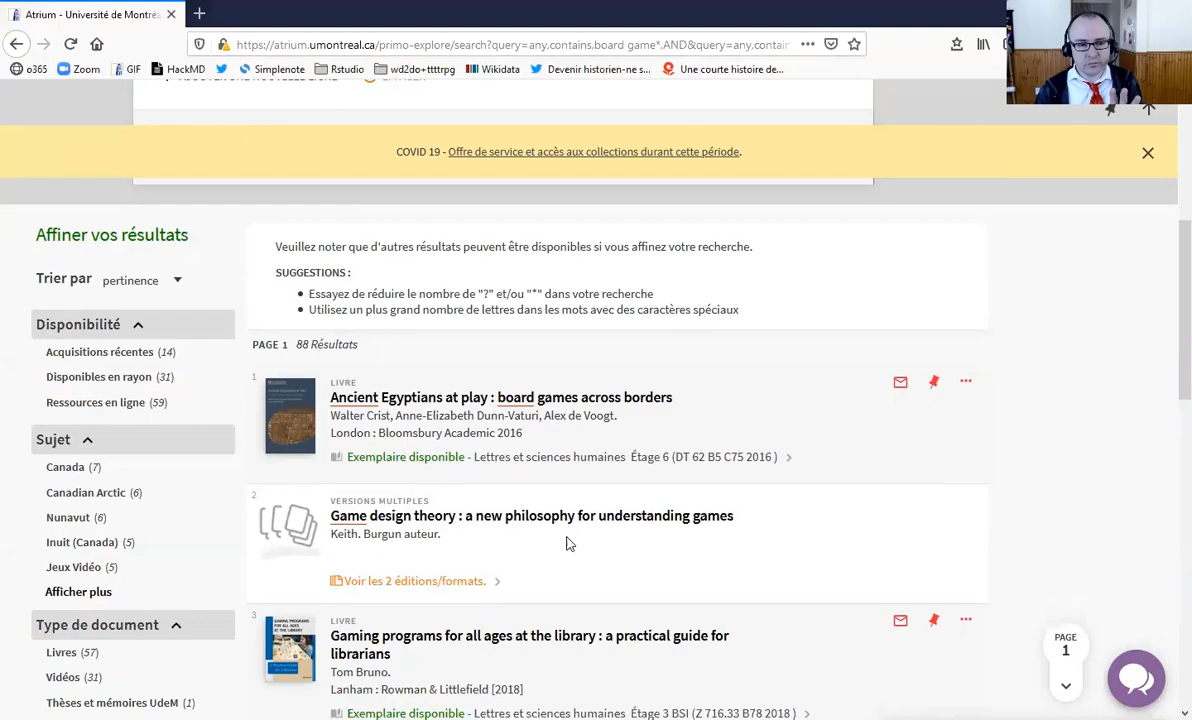 Atrium - Université de Montréa
https://atrium.umontreal.ca/primo-explore/search?query=any,contains,board game*,AND&query=any,contain
o365
Zoom
GIF
HackMD
Simplenote
Rstudio
wd2do+ttttrpg
Wikidata
Devenir historien-ne s...
Une courte histoire de...
COVID 19 - Offre de service et accès aux collections durant cette période.
Affiner vos résultats
Trier par pertinence
Disponibilité
Acquisitions récentes (14)
Disponibles en rayon (31)
Ressources en ligne (59)
Sujet
Canada (7)
Canadian Arctic (6)
Nunavut (6)
Inuit (Canada) (5)
Jeux Vidéo (5)
Afficher plus
Type de document
Livres (57)
Vidéos (31)
Thèses et mémoires UdeM (1)
Veuillez noter que d'autres résultats peuvent être disponibles si vous affinez votre recherche.
SUGGESTIONS :
Essayez de réduire le nombre de "?" et/ou "*" dans votre recherche
Utilisez un plus grand nombre de lettres dans les mots avec des caractères spéciaux
PAGE 1 88 Résultats
1
LIVRE
Ancient Egyptians at play : board games across borders
Walter Crist, Anne-Elizabeth Dunn-Vaturi, Alex de Voogt.
London : Bloomsbury Academic 2016
Exemplaire disponible - Lettres et sciences humaines Étage 6 (DT 62 B5 C75 2016 )
2
VERSIONS MULTIPLES
Game design theory : a new philosophy for understanding games
Keith. Burgun auteur.
Voir les 2 éditions/formats.
3
LIVRE
Gaming programs for all ages at the library : a practical guide for
librarians
Tom Bruno.
Lanham : Rowman & Littlefield [2018]
Exemplaire disponible - Lettres et sciences humaines Étage 3 BSI (Z 716.33 B78 2018 )
PAGE
1